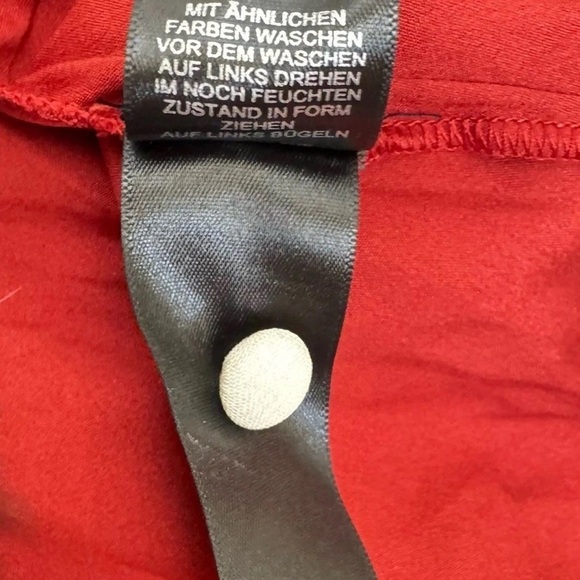 MIT ÄHNLICHEN
FARBEN WASCHEN
VOR DEM WASCHEN
AUF LINKS DREHEN
IM NOCH FEUCHTEN
ZUSTAND IN FORM
ZIEHEN
AUF LINKS BÜGELN